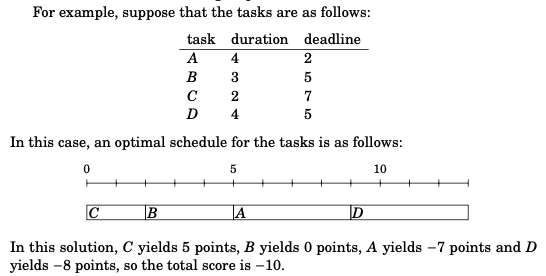 For example, suppose that the tasks are as follows:
task duration deadline
A 4 2
B 3 5
C 2 7
D 4 5
In this case, an optimal schedule for the tasks is as follows:
0 5 10
C B A D
In this solution, C yields 5 points, B yields 0 points, A yields −7 points and D
yields −8 points, so the total score is −10.